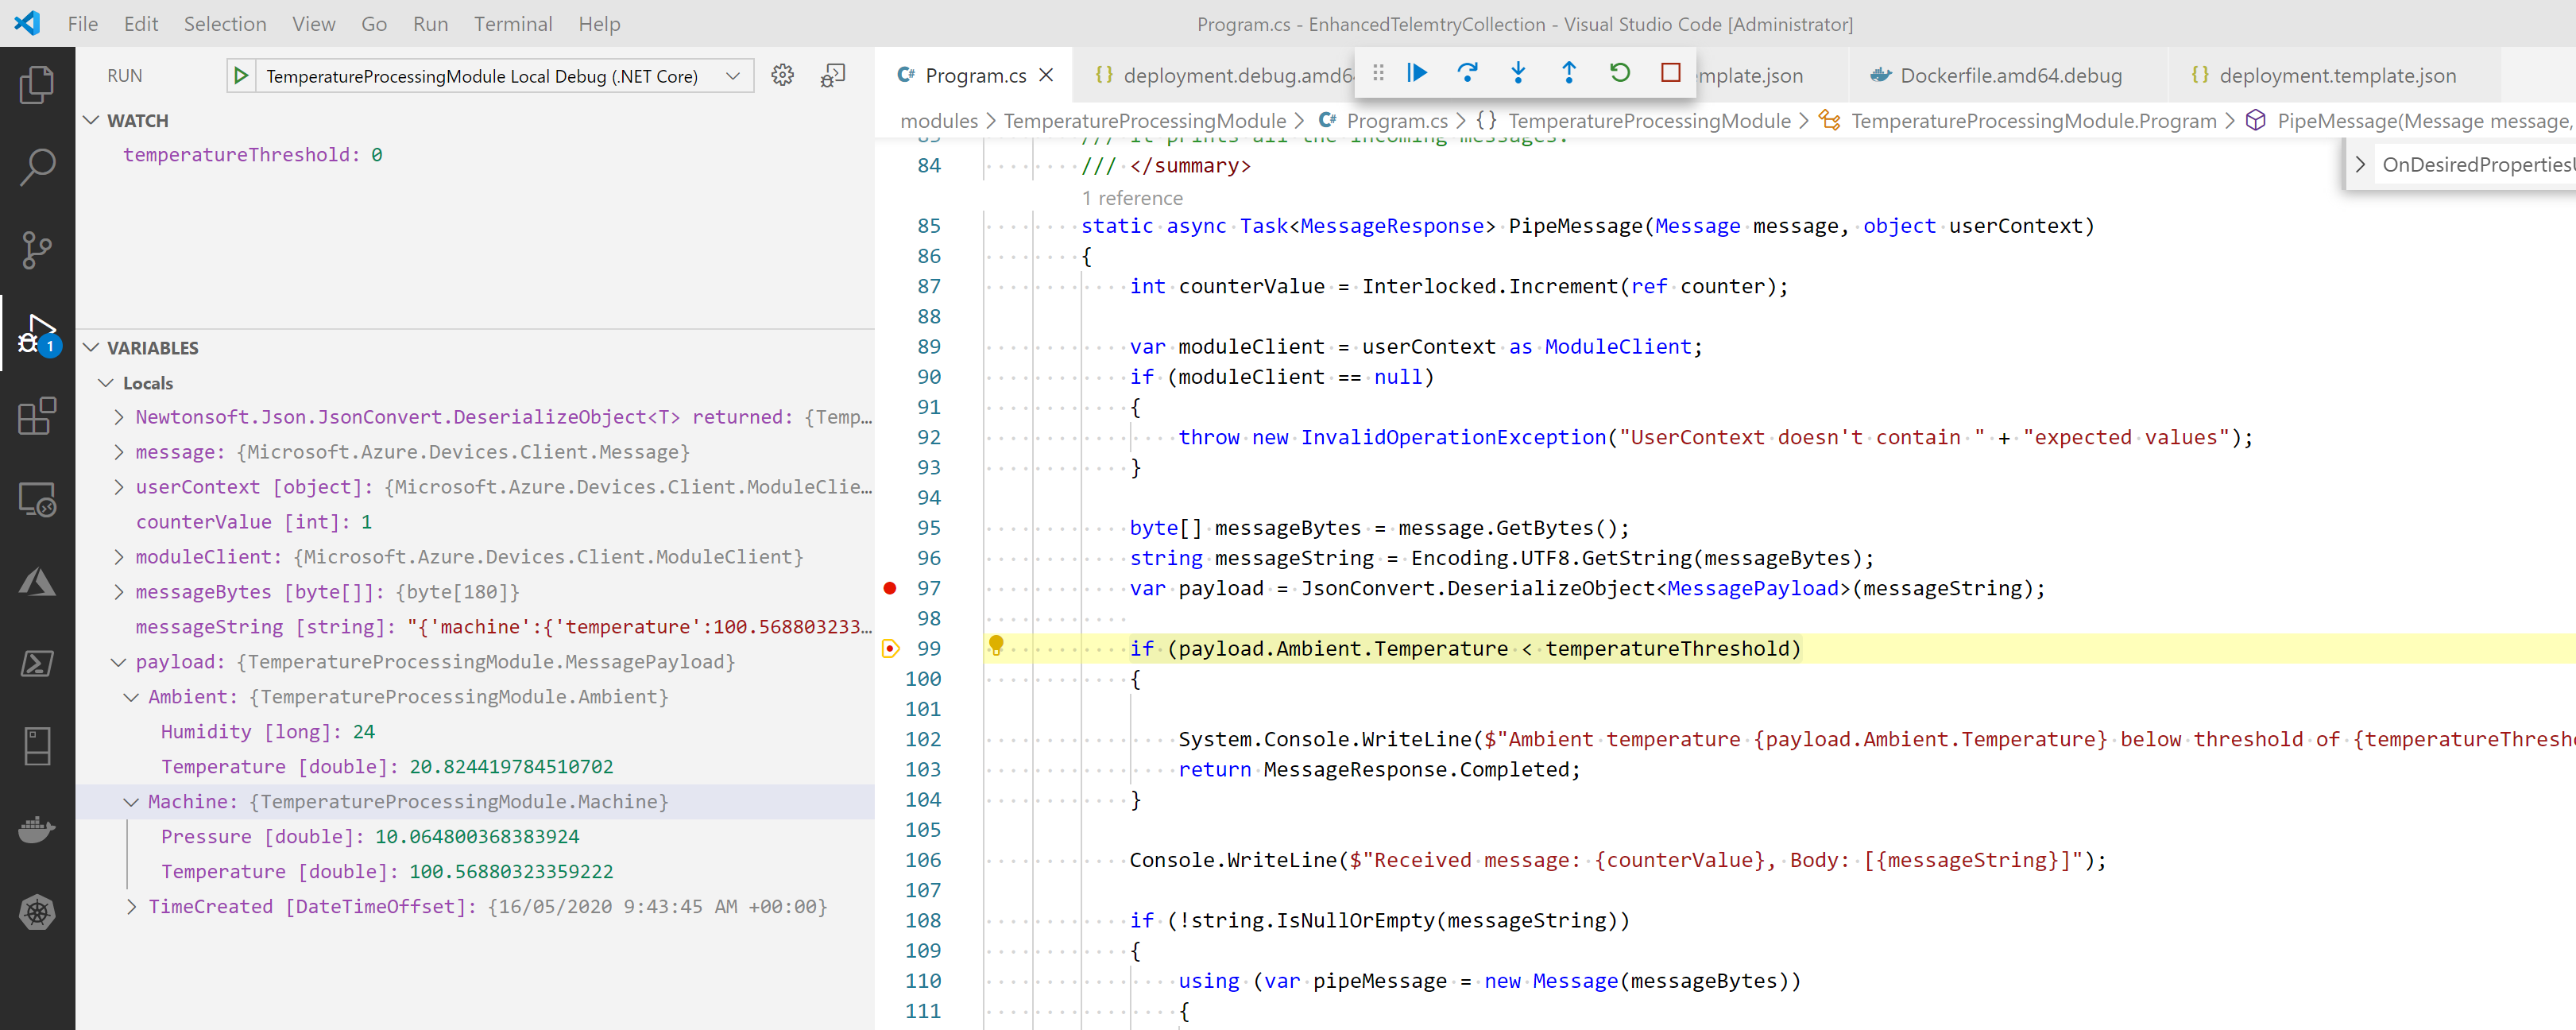 File Edit Selection View Go Run Terminal Help
Program.cs - EnhancedTelemtryCollection - Visual Studio Code [Administrator]
RUN
TemperatureProcessingModule Local Debug (.NET Core)
WATCH
temperatureThreshold: 0
1
VARIABLES
Locals
Newtonsoft.Json.JsonConvert.DeserializeObject<T> returned: {Temp…
message: {Microsoft.Azure.Devices.Client.Message}
userContext [object]: {Microsoft.Azure.Devices.Client.ModuleClie…
counterValue [int]: 1
moduleClient: {Microsoft.Azure.Devices.Client.ModuleClient}
messageBytes [byte[]]: {byte[180]}
messageString [string]: "{'machine':{'temperature':100.568803233…
payload: {TemperatureProcessingModule.MessagePayload}
Ambient: {TemperatureProcessingModule.Ambient}
Humidity [long]: 24
Temperature [double]: 20.824419784510702
Machine: {TemperatureProcessingModule.Machine}
Pressure [double]: 10.064800368383924
Temperature [double]: 100.56880323359222
TimeCreated [DateTimeOffset]: {16/05/2020 9:43:45 AM +00:00}
C# Program.cs {} deployment.debug.amd6 mplate.json Dockerfile.amd64.debug {} deployment.template.json
modules > TemperatureProcessingModule > C# Program.cs > {} TemperatureProcessingModule > TemperatureProcessingModule.Program > PipeMessage(Message message,
OnDesiredProperties
83 /// It prints all the incoming messages.
84 /// </summary>
1 reference
85 static async Task<MessageResponse> PipeMessage(Message message, object userContext)
86 {
87 int counterValue = Interlocked.Increment(ref counter);
88
89 var moduleClient = userContext as ModuleClient;
90 if (moduleClient == null)
91 {
92 throw new InvalidOperationException("UserContext doesn't contain " + "expected values");
93 }
94
95 byte[] messageBytes = message.GetBytes();
96 string messageString = Encoding.UTF8.GetString(messageBytes);
97 var payload = JsonConvert.DeserializeObject<MessagePayload>(messageString);
98
99 if (payload.Ambient.Temperature < temperatureThreshold)
100 {
101
102 System.Console.WriteLine($"Ambient temperature {payload.Ambient.Temperature} below threshold of {temperatureThresh
103 return MessageResponse.Completed;
104 }
105
106 Console.WriteLine($"Received message: {counterValue}, Body: [{messageString}]");
107
108 if (!string.IsNullOrEmpty(messageString))
109 {
110 using (var pipeMessage = new Message(messageBytes))
111 {